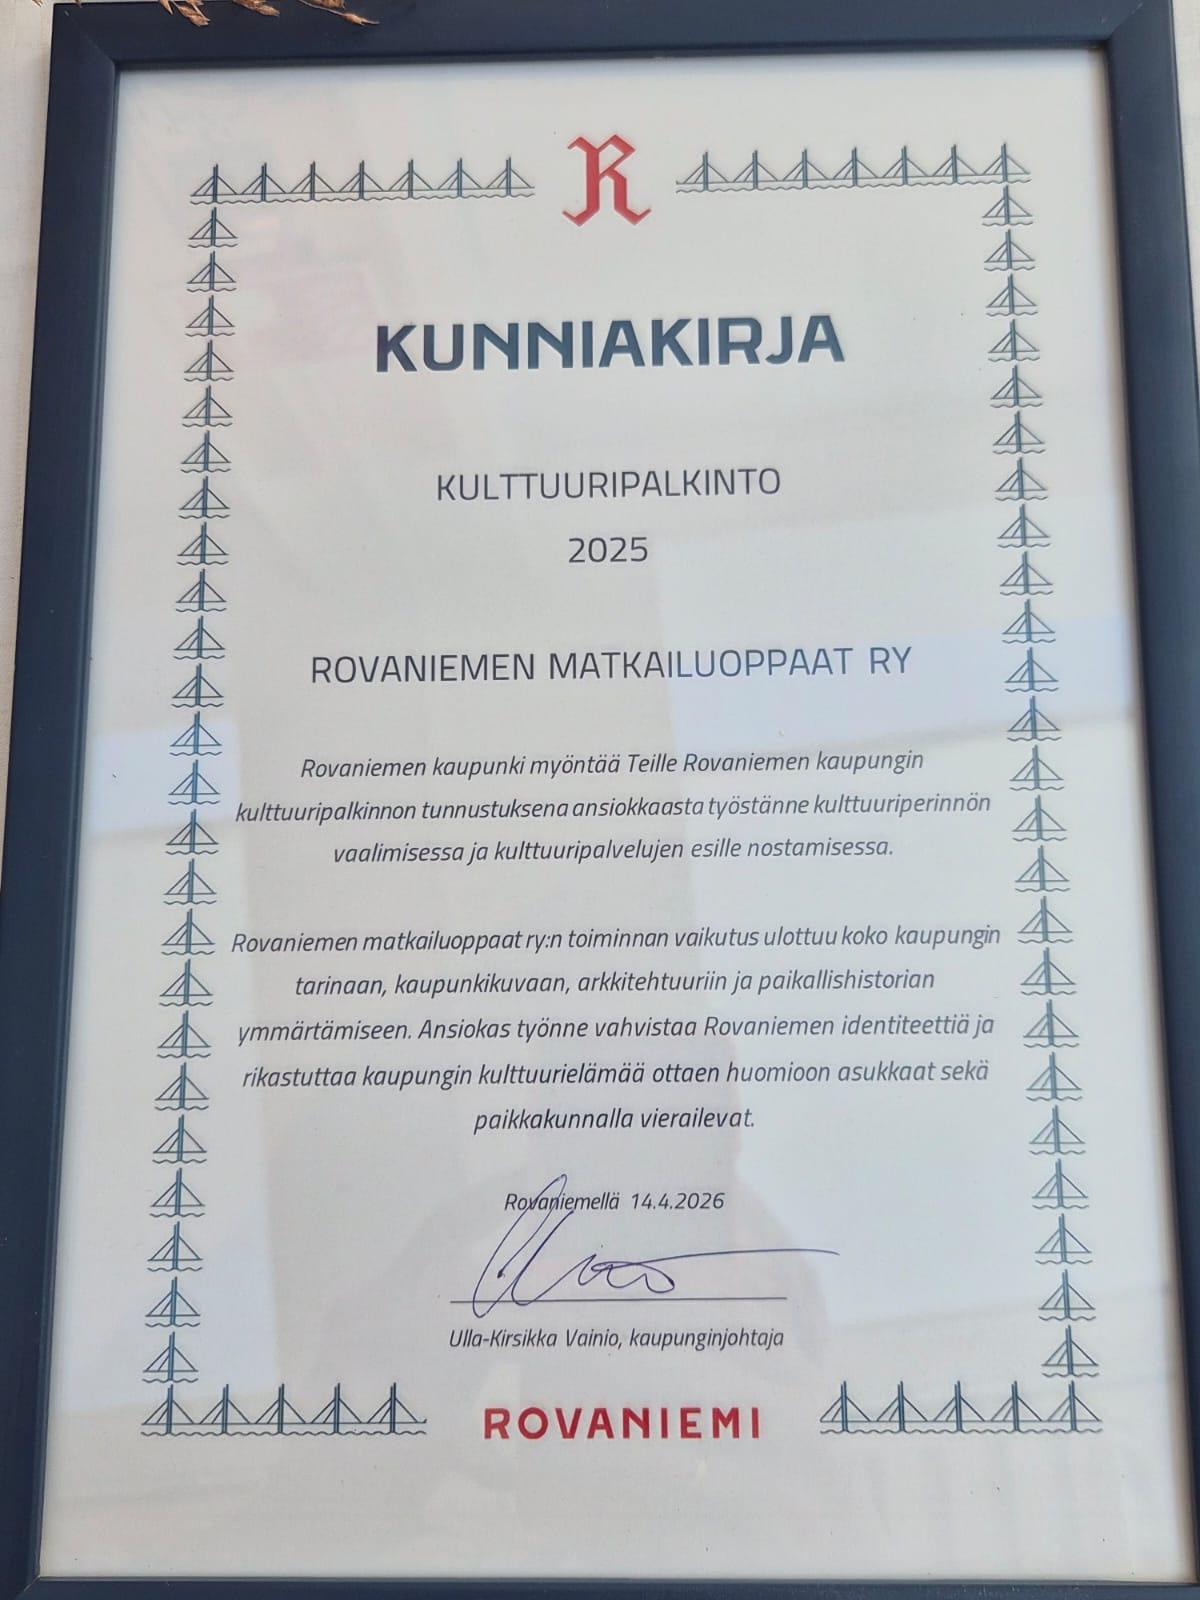 R
KUNNIAKIRJA
KULTTUURIPALKINTO
2025
ROVANIEMEN MATKAILUOPPAAT RY
Rovaniemen kaupunki myöntää Teille Rovaniemen kaupungin
kulttuuripalkinnon tunnustuksena ansiokkaasta työstänne kulttuuriperinnön
vaalimisessa ja kulttuuripalvelujen esille nostamisessa.
Rovaniemen matkailuoppaat ry:n toiminnan vaikutus ulottuu koko kaupungin
tarinaan, kaupunkikuvaan, arkkitehtuuriin ja paikallishistorian
ymmärtämiseen. Ansiokas työnne vahvistaa Rovaniemen identiteettiä ja
rikastuttaa kaupungin kulttuurielämää ottaen huomioon asukkaat sekä
paikkakunnalla vierailevat.
Rovaniemellä 14.4.2026
Ulla-Kirsikka Vainio, kaupunginjohtaja
ROVANIEMI